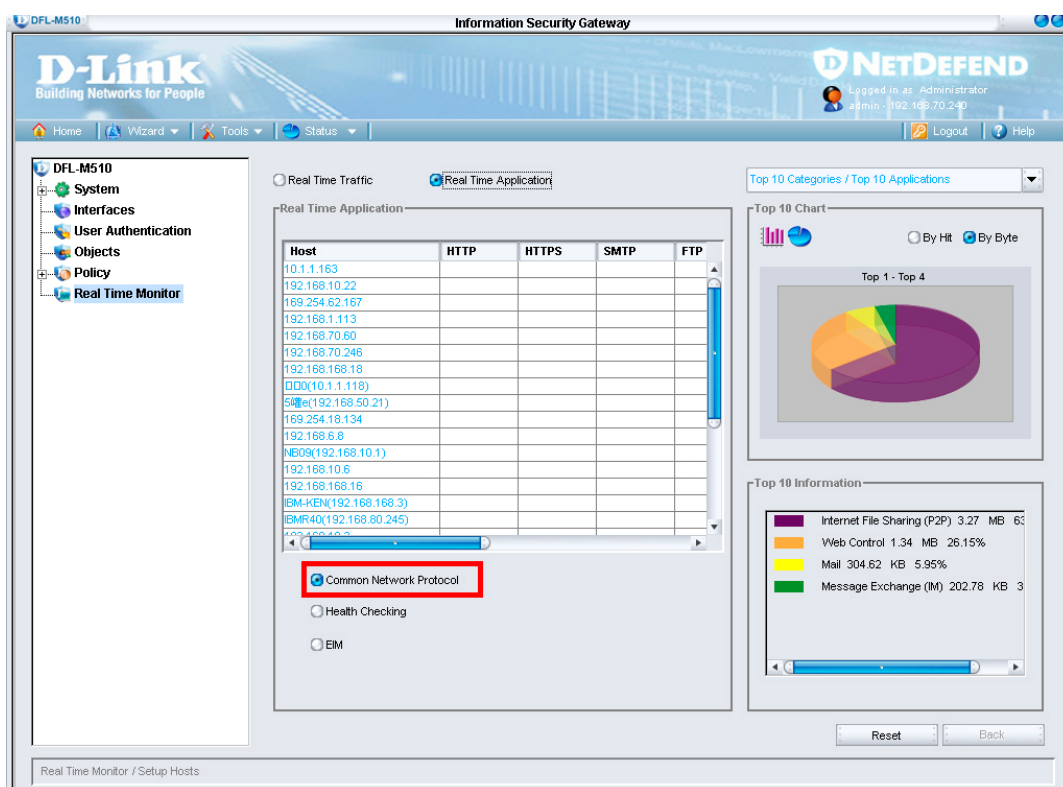 DFL-M510
Information Security Gateway
D-Link
Building Networks for People
NETDEFEND
Logged in as Administrator
admin - 192.168.70.240
Home
Wizard
Tools
Status
Logout
Help
DFL-M510
System
Interfaces
User Authentication
Objects
Policy
Real Time Monitor
Real Time Traffic
Real Time Application
Real Time Application
Host HTTP HTTPS SMTP FTP
10.1.1.163
192.168.10.22
169.254.62.167
192.168.1.113
192.168.70.60
192.168.70.246
192.168.168.18
(10.1.1.118)
(192.168.50.21)
169.254.18.134
192.168.6.8
NB09(192.168.10.1)
192.168.10.6
192.168.168.16
IBM-KEN(192.168.168.3)
IBMR40(192.168.80.245)
Common Network Protocol
Health Checking
EIM
Top 10 Categories / Top 10 Applications
Top 10 Chart
By Hit
By Byte
Top 1 - Top 4
Top 10 Information
Internet File Sharing (P2P) 3.27 MB 63
Web Control 1.34 MB 26.15%
Mail 304.62 KB 5.95%
Message Exchange (IM) 202.78 KB 3
Reset
Back
Real Time Monitor / Setup Hosts